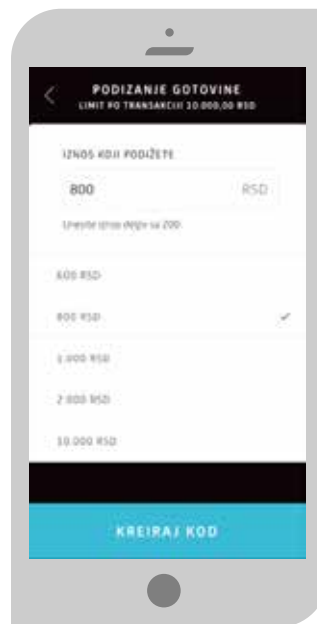 PODIZANJE GOTOVINE
LIMIT PO TRANSAKCIJI 10.000,00 RSD
IZNOS KOJI PODIŽETE
800 RSD
Unesite iznos deljiv sa 200
600 RSD
800 RSD
1.000 RSD
2.000 RSD
10.000 RSD
KREIRAJ KOD